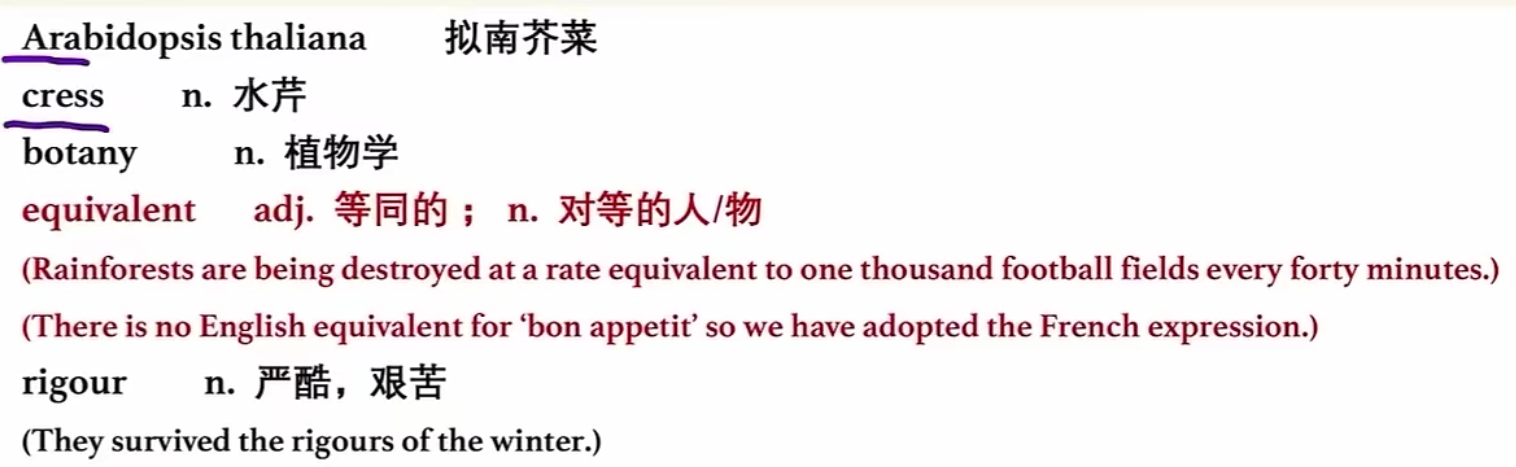 Arabidopsis thaliana 拟南芥菜
cress n. 水芹
botany n. 植物学
equivalent adj. 等同的； n. 对等的人/物
(Rainforests are being destroyed at a rate equivalent to one thousand football fields every forty minutes.)
(There is no English equivalent for ‘bon appetit’ so we have adopted the French expression.)
rigour n. 严酷，艰苦
(They survived the rigours of the winter.)